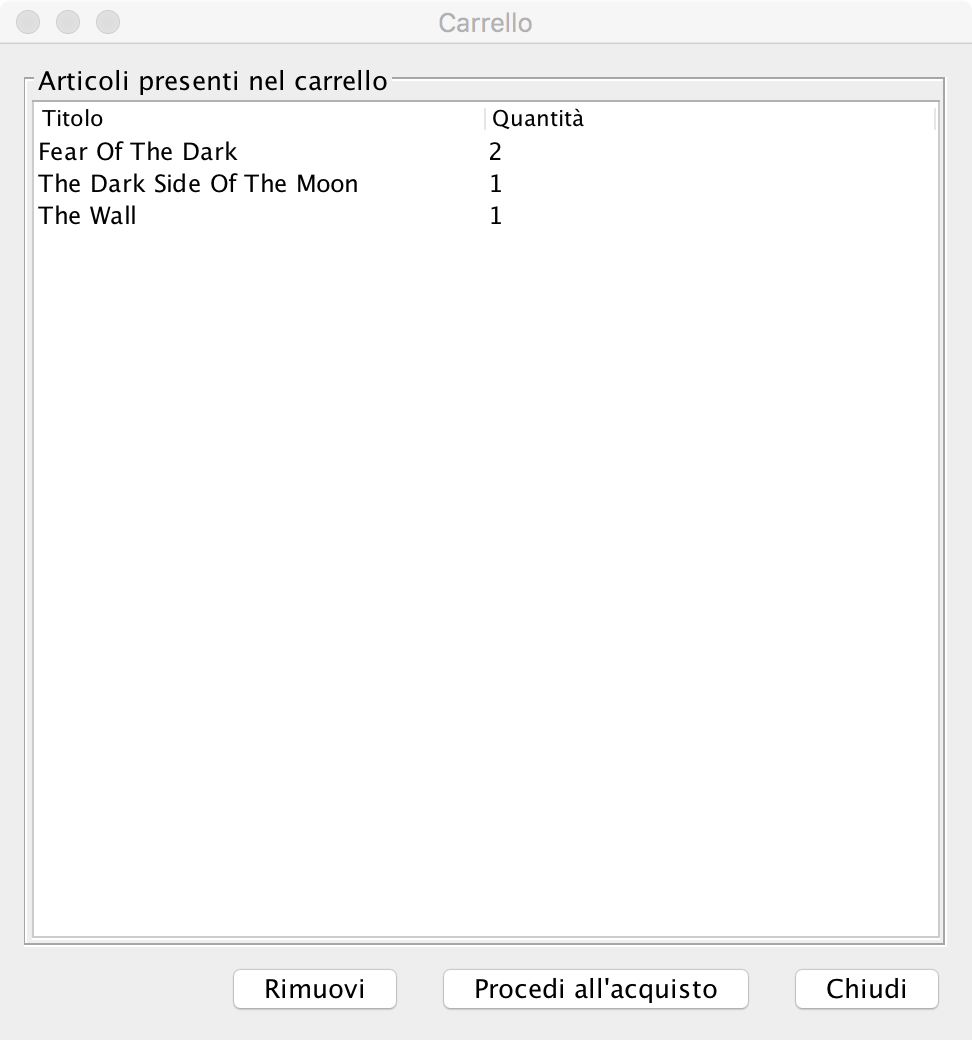 Carrello
Articoli presenti nel carrello
Titolo Quantità
Fear Of The Dark 2
The Dark Side Of The Moon 1
The Wall 1
Rimuovi Procedi all'acquisto Chiudi